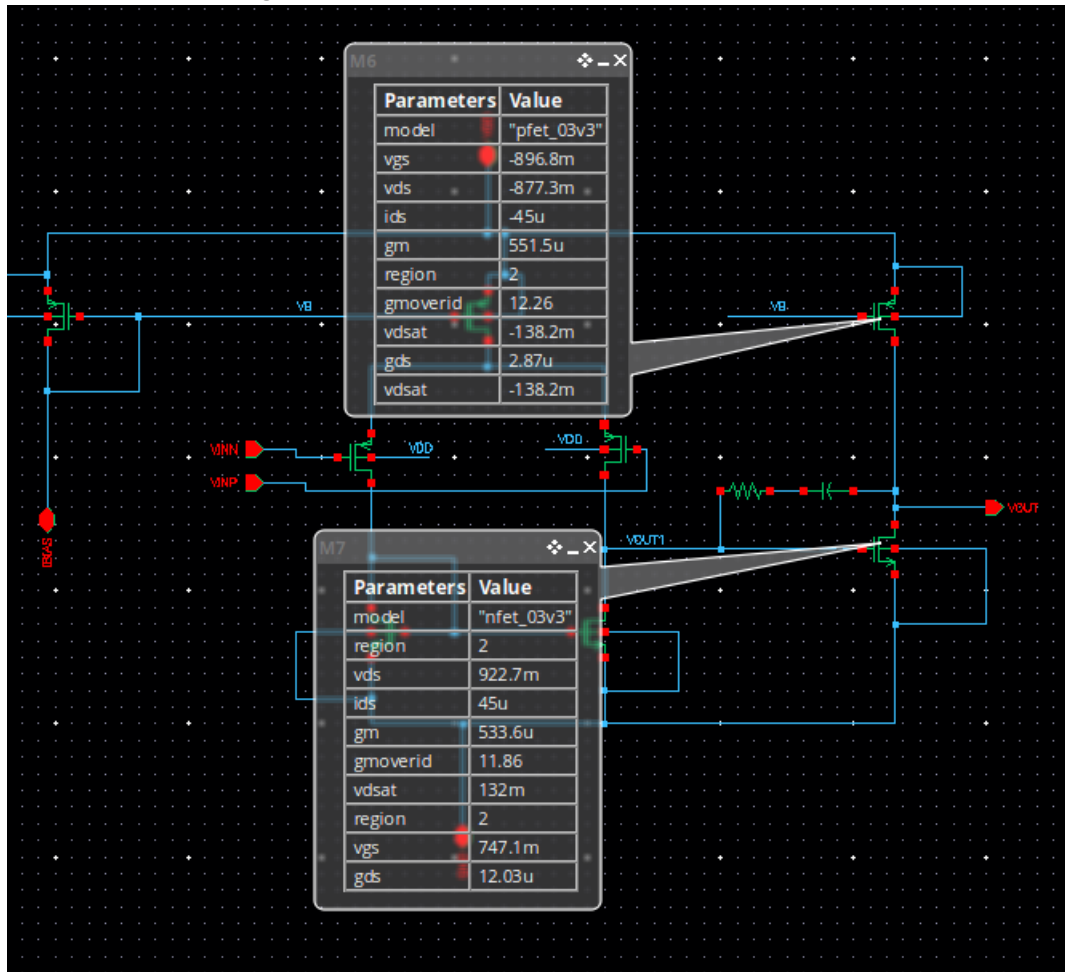 M6
Parameters Value
model "pfet_03v3"
vgs -896.8m
vds -877.3m
ids -45u
gm 551.5u
region 2
gmoverid 12.26
vdsat -138.2m
gds 2.87u
vdsat -138.2m
VB
VB
VINN
VDD
VDD
VINP
VOUT
IBIAS
VOUT1
M7
Parameters Value
model "nfet_03v3"
region 2
vds 922.7m
ids 45u
gm 533.6u
gmoverid 11.86
vdsat 132m
region 2
vgs 747.1m
gds 12.03u